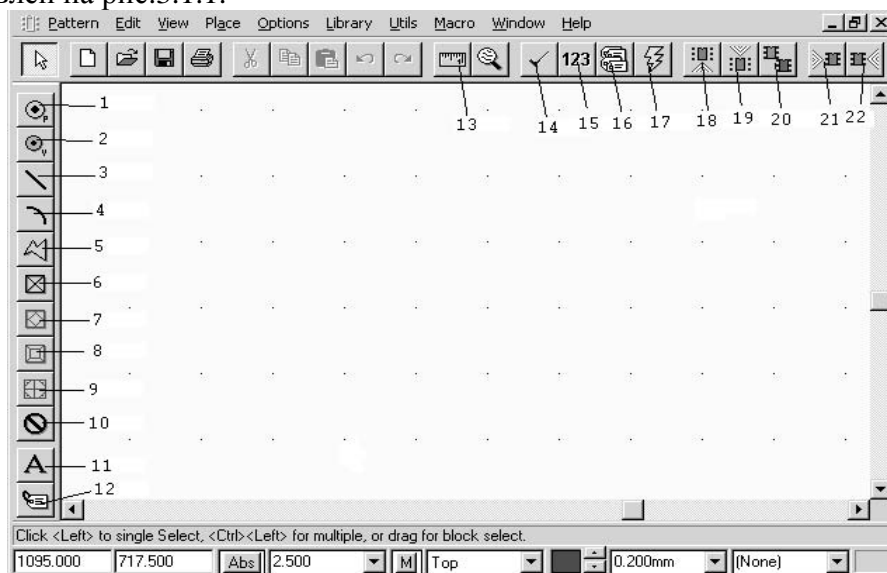 влен на рис.3.1.1.
Pattern Edit View Place Options Library Utils Macro Window Help
123
1
13 14 15 16 17 18 19 20 21 22
2
3
4
5
6
7
8
9
10
A 11
12
Click <Left> to single Select, <Ctrl><Left> for multiple, or drag for block select.
1095.000 717.500 Abs 2.500 M Top 0.200mm (None)